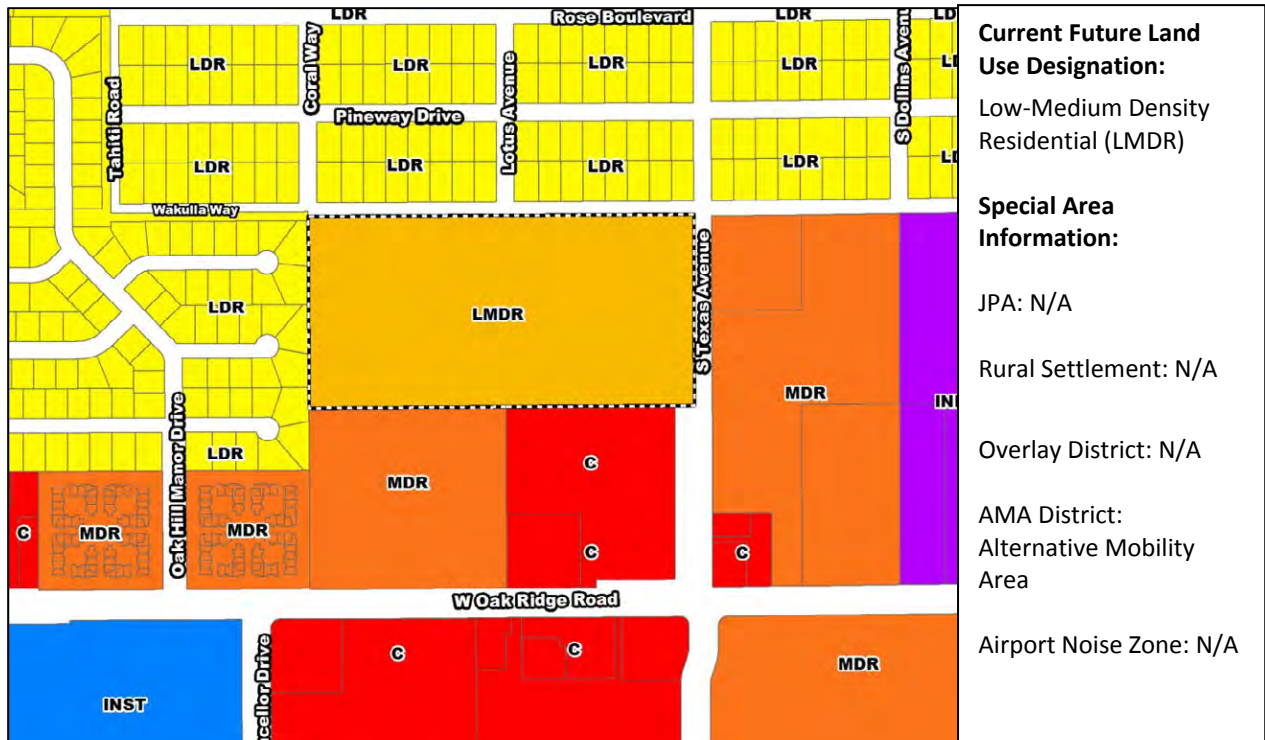 LDR
Rose Boulevard
LDR
LD
Tahiti Road
LDR
Coral Way
LDR
Lotus Avenue
LDR
LDR
S Dollins Avenu
Pineway Drive
LDR
LDR
LDR
LDR
Wakulla Way
LDR
LMDR
S Texas Avenue
MDR
LDR
Oak Hill Manor Drive
C
MDR
MDR
MDR
C
C
C
W Oak Ridge Road
INST
cellor Drive
C
C
MDR
Current Future Land
Use Designation:
Low-Medium Density
Residential (LMDR)
Special Area
Information:
JPA: N/A
Rural Settlement: N/A
Overlay District: N/A
AMA District:
Alternative Mobility
Area
Airport Noise Zone: N/A